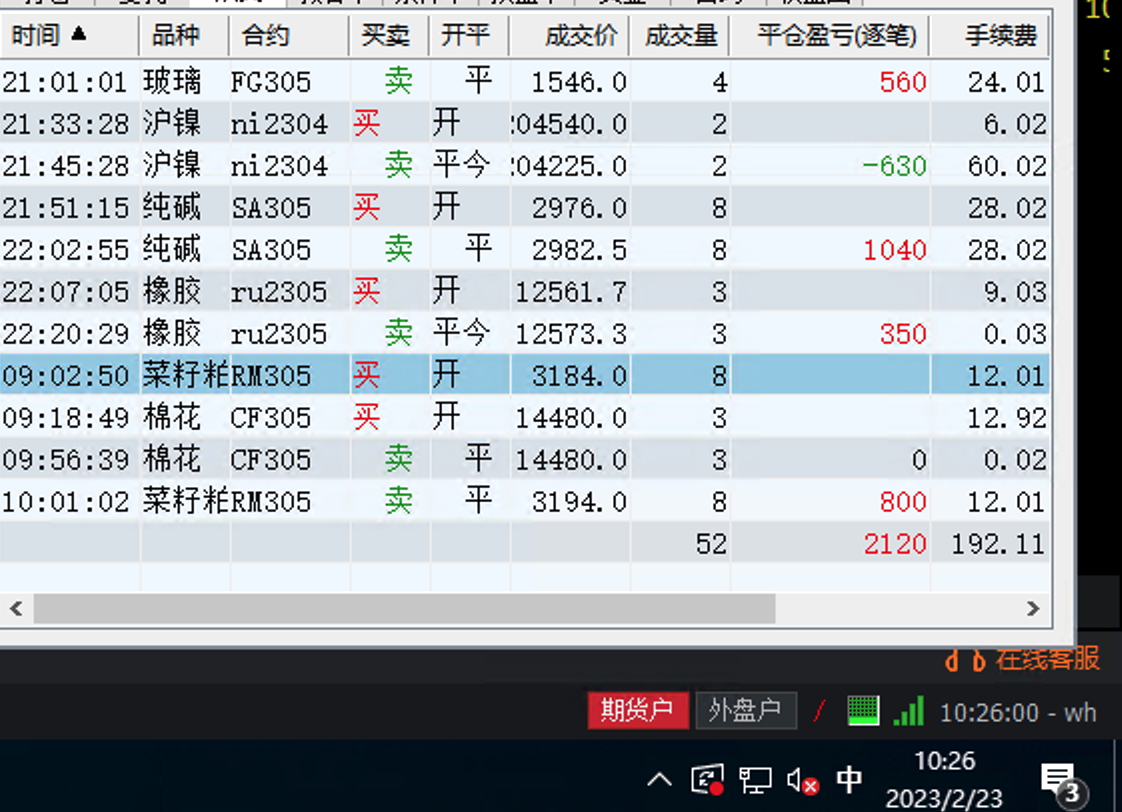 时间 ▲ 品种 合约 买卖 开平 成交价 成交量 平仓盈亏(逐笔) 手续费
21:01:01 玻璃 FG305 卖 平 1546.0 4 560 24.01
21:33:28 沪镍 ni2304 买 开 204540.0 2 6.02
21:45:28 沪镍 ni2304 卖 平今 204225.0 2 -630 60.02
21:51:15 纯碱 SA305 买 开 2976.0 8 28.02
22:02:55 纯碱 SA305 卖 平 2982.5 8 1040 28.02
22:07:05 橡胶 ru2305 买 开 12561.7 3 9.03
22:20:29 橡胶 ru2305 卖 平今 12573.3 3 350 0.03
09:02:50 菜籽粕 RM305 买 开 3184.0 8 12.01
09:18:49 棉花 CF305 买 开 14480.0 3 12.92
09:56:39 棉花 CF305 卖 平 14480.0 3 0 0.02
10:01:02 菜籽粕 RM305 卖 平 3194.0 8 800 12.01
52 2120 192.11
在线客服
期货户 外盘户 10:26:00 - wh
中 10:26 3
2023/2/23